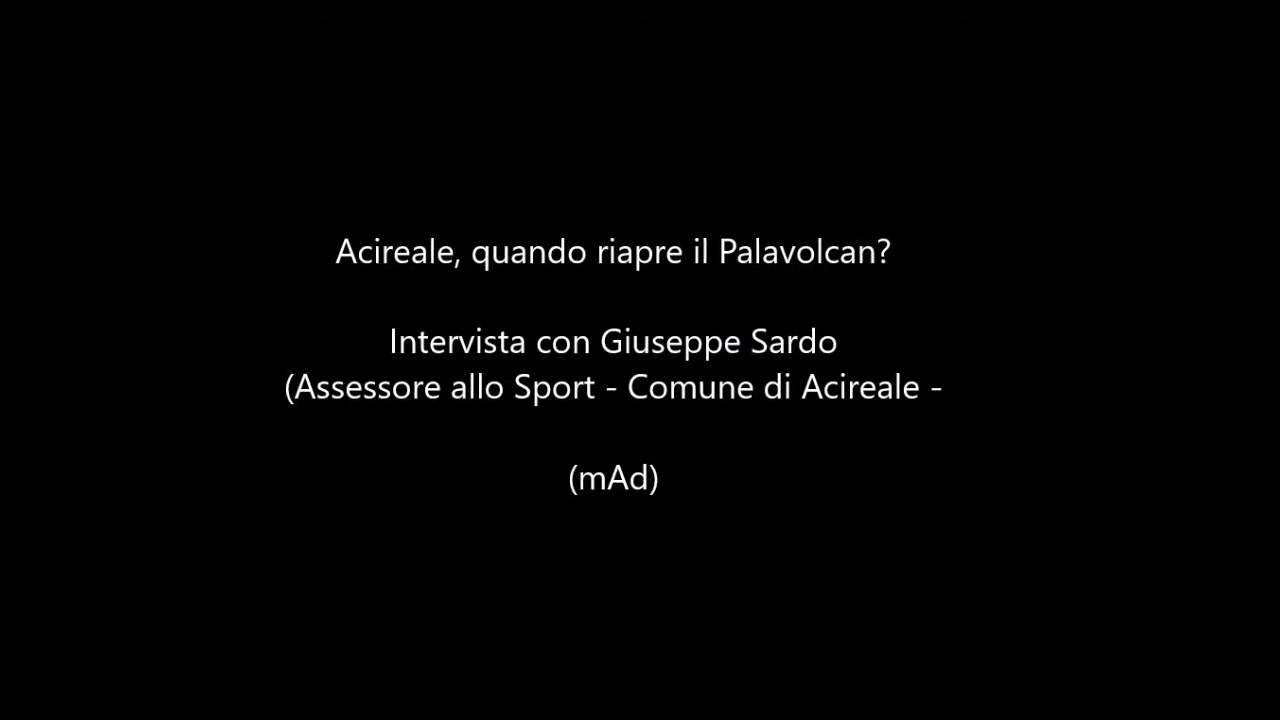 Acireale, quando riapre il Palavolcan?
Intervista con Giuseppe Sardo
(Assessore allo Sport - Comune di Acireale -
(mAd)